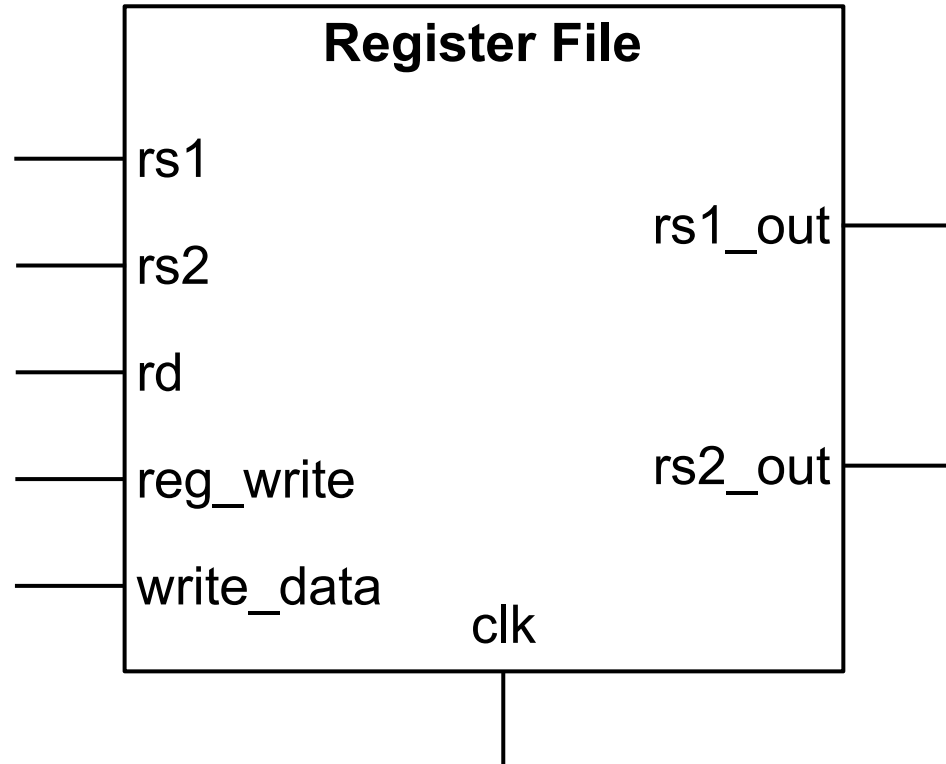 Register File
rs1
rs1_out
rs2
rd
rs2_out
reg_write
write_data
clk